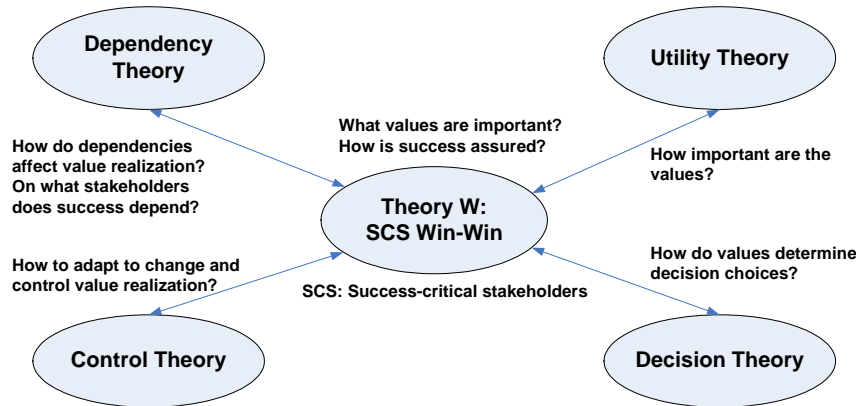 Dependency
Theory
Utility Theory
What values are important?
How is success assured?
How do dependencies
affect value realization?
On what stakeholders
does success depend?
How important are the
values?
Theory W:
SCS Win-Win
How to adapt to change and
control value realization?
How do values determine
decision choices?
SCS: Success-critical stakeholders
Control Theory
Decision Theory